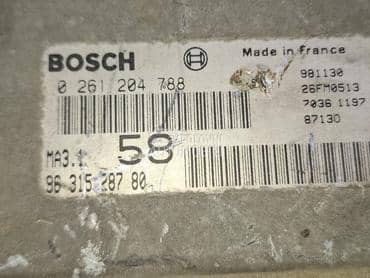 BOSCH
Made in France
0 261 204 788
981130
26FM0513
7036 1197
87130
MA3.1
58
96 315 287 80